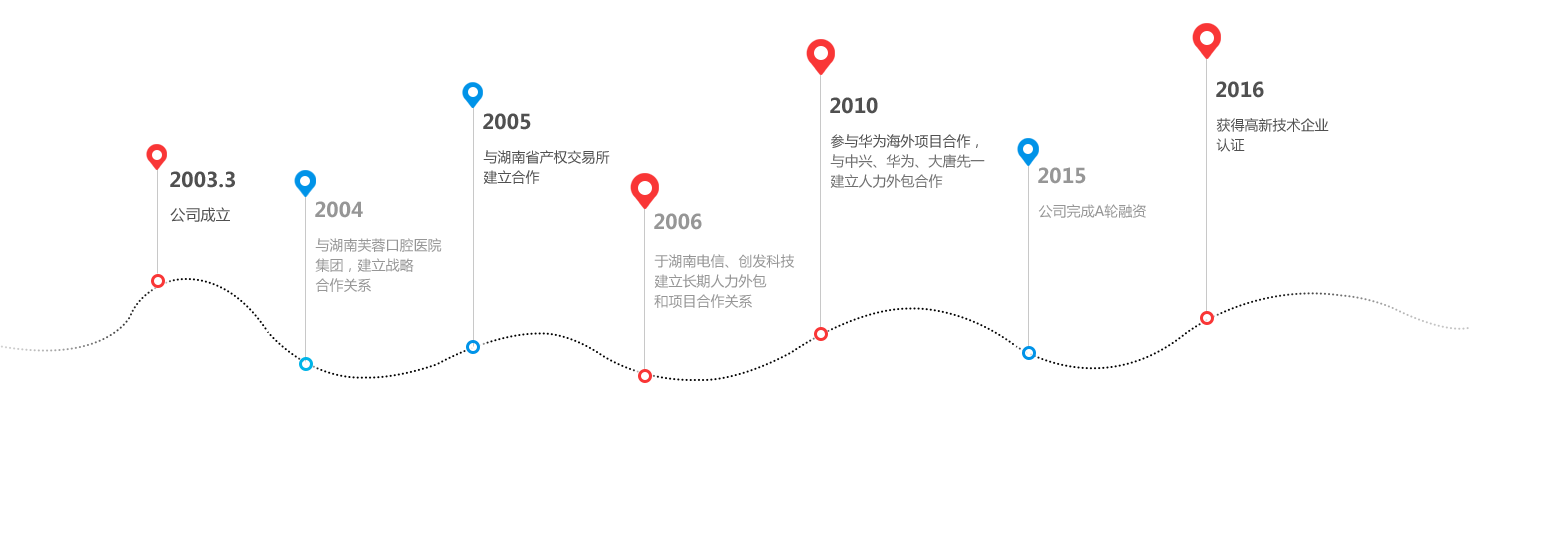 2003.3
公司成立
2004
与湖南芙蓉口腔医院
集团，建立战略
合作关系
2005
与湖南省产权交易所
建立合作
2006
于湖南电信、创发科技
建立长期人力外包
和项目合作关系
2010
参与华为海外项目合作，
与中兴、华为、大唐先一
建立人力外包合作
2015
公司完成A轮融资
2016
获得高新技术企业
认证